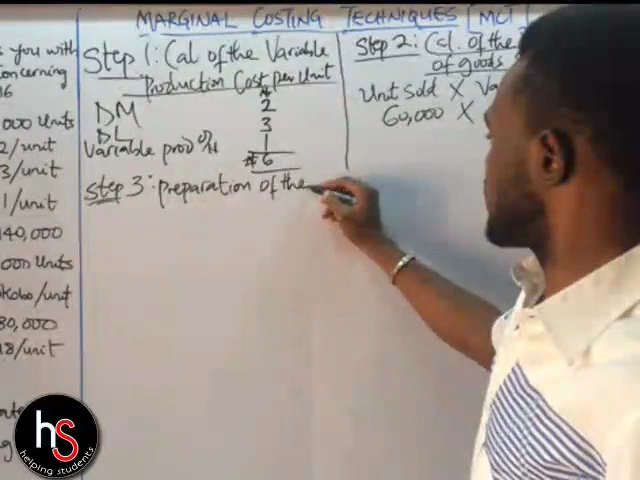 MARGINAL COSTING TECHNIQUES [MCT]
s you with
concerning
16
000 Units
2/unit
3/unit
1/unit
140,000
000 Units
kobo/unit
80,000
18/unit
Step 1: Cal of the Variable
Production Cost per Unit
₦
DM 2
DL 3
Variable prod o/H 1
₦6
Step 2: Cal. of the
of goods
Unit Sold X Va
60,000 X
Step 3: preparation of the
hs
helping students